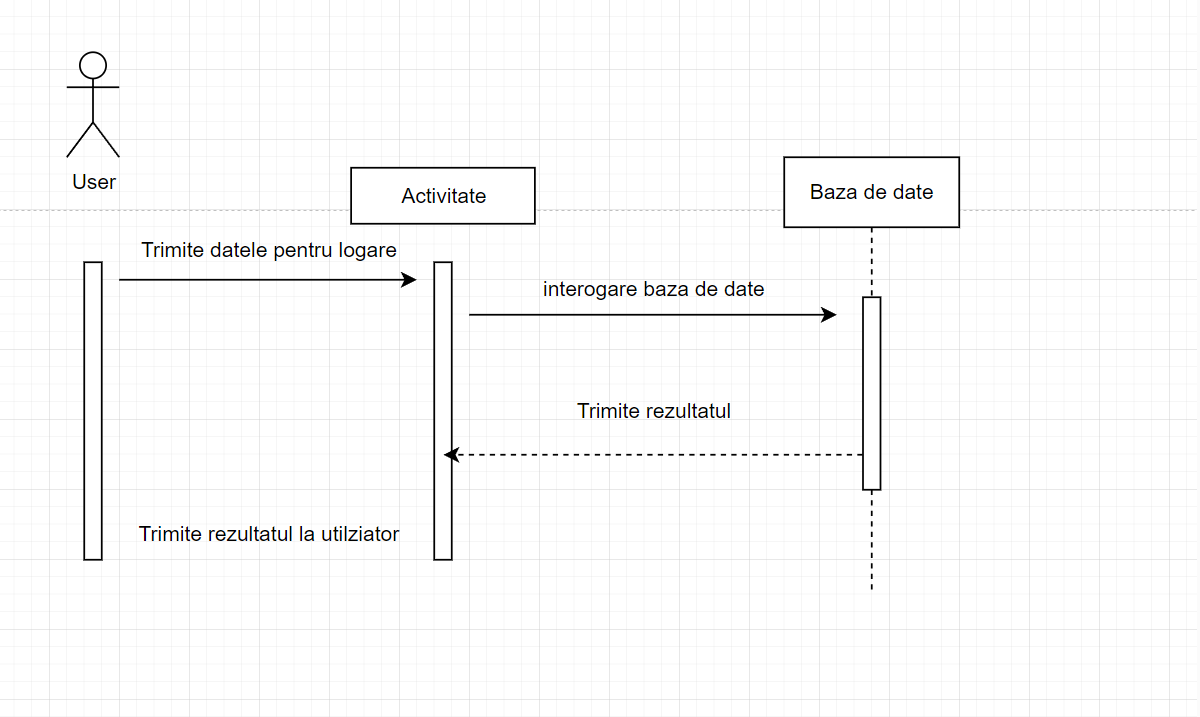 User
Activitate
Baza de date
Trimite datele pentru logare
interogare baza de date
Trimite rezultatul
Trimite rezultatul la utilziator